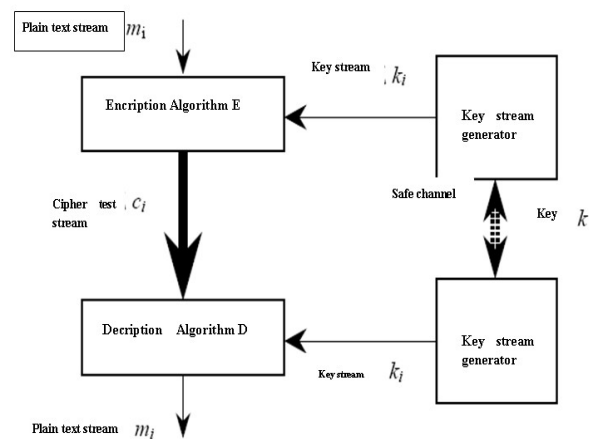 Plain text stream m_i
Key stream k_i
Encription Algorithm E
Key stream
generator
Safe channel
Cipher test c_i
stream
Key k
Decription Algorithm D
Key stream
generator
Key stream k_i
Plain text stream m_i